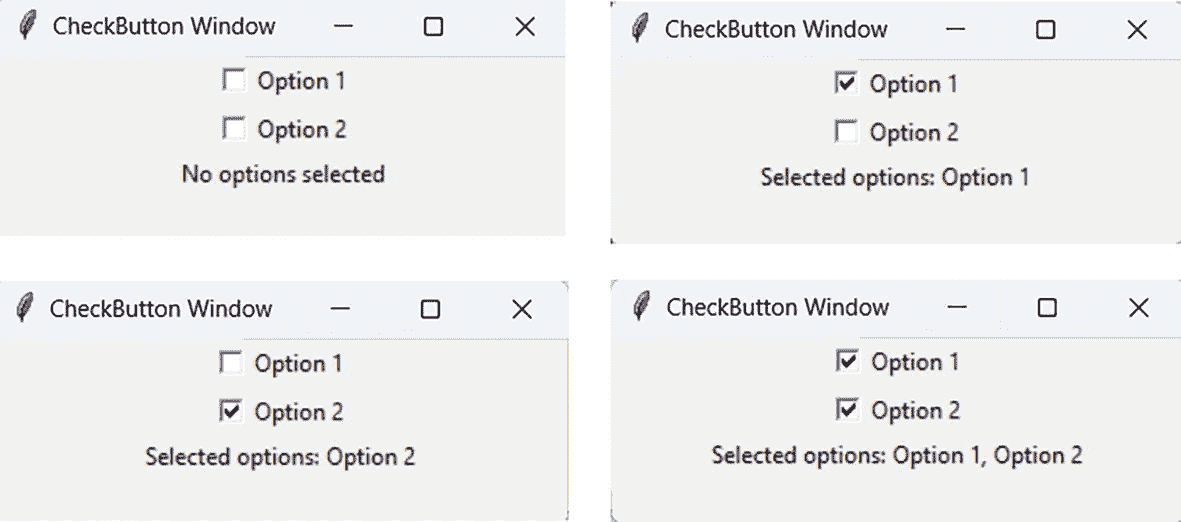 CheckButton Window
Option 1
Option 2
No options selected
CheckButton Window
Option 1
Option 2
Selected options: Option 1
CheckButton Window
Option 1
Option 2
Selected options: Option 2
CheckButton Window
Option 1
Option 2
Selected options: Option 1, Option 2